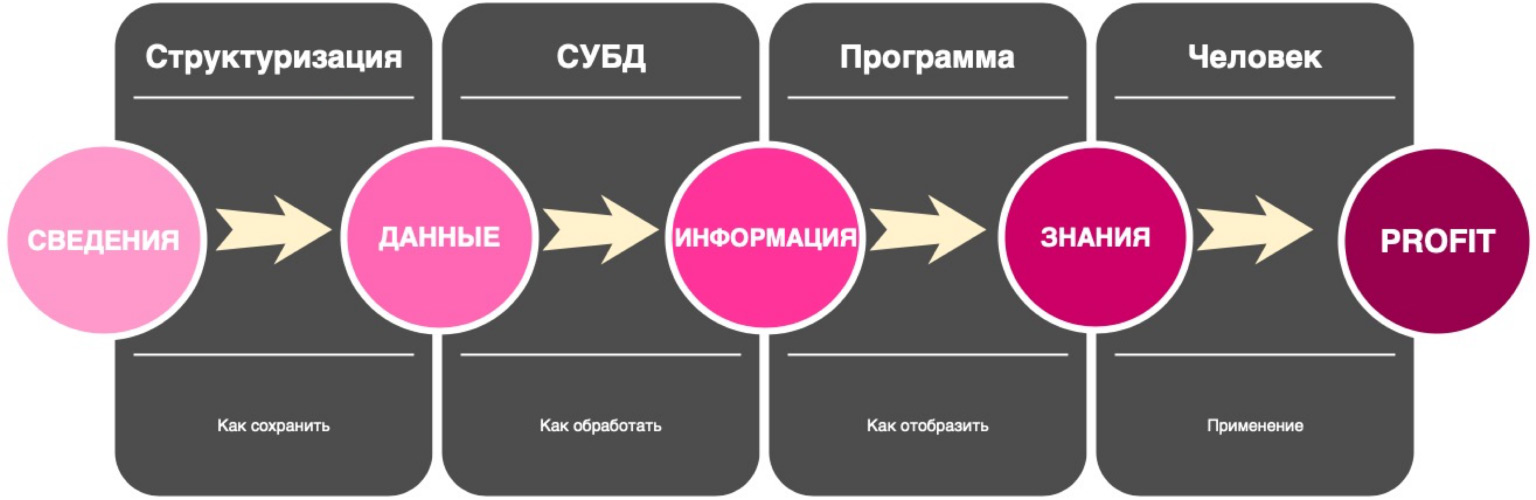 Структуризация
СУБД
Программа
Человек
СВЕДЕНИЯ
ДАННЫЕ
ИНФОРМАЦИЯ
ЗНАНИЯ
PROFIT
Как сохранить
Как обработать
Как отобразить
Применение